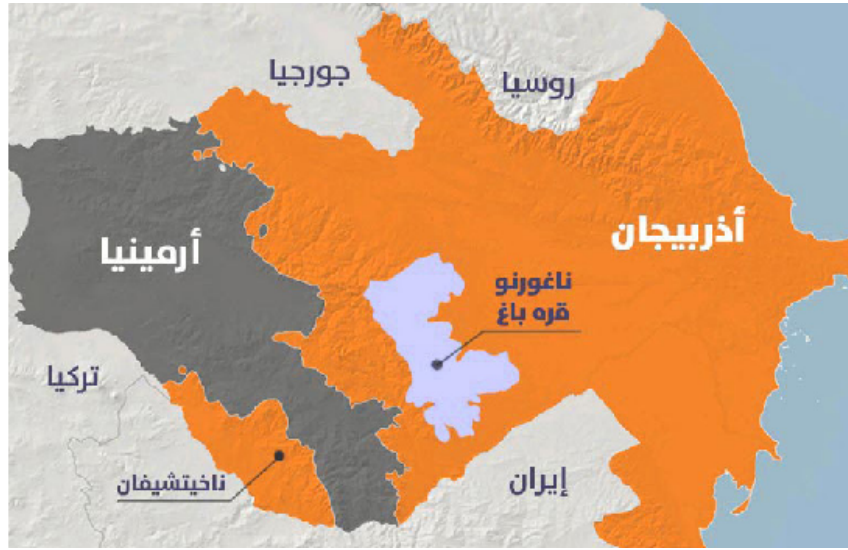 روسيا
جورجيا
أذربيجان
أرمينيا
ناغورنو
قره باغ
تركيا
إيران
ناخيتشيفان